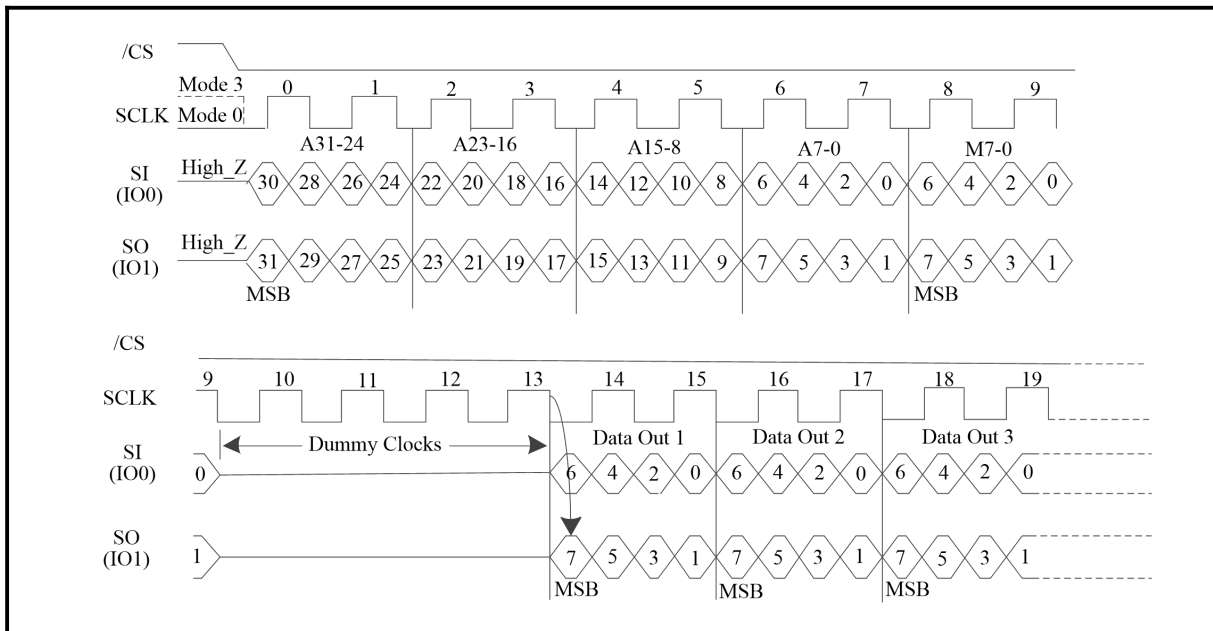 /CS
Mode 3 0 1 2 3 4 5 6 7 8 9
SCLK Mode 0
A31-24 A23-16 A15-8 A7-0 M7-0
SI High_Z 30 28 26 24 22 20 18 16 14 12 10 8 6 4 2 0 6 4 2 0
(IO0)
SO High_Z 31 29 27 25 23 21 19 17 15 13 11 9 7 5 3 1 7 5 3 1
(IO1)
MSB MSB
/CS
9 10 11 12 13 14 15 16 17 18 19
SCLK
Dummy Clocks Data Out 1 Data Out 2 Data Out 3
SI 0 6 4 2 0 6 4 2 0 6 4 2 0
(IO0)
SO 1 7 5 3 1 7 5 3 1 7 5 3 1
(IO1)
MSB MSB MSB